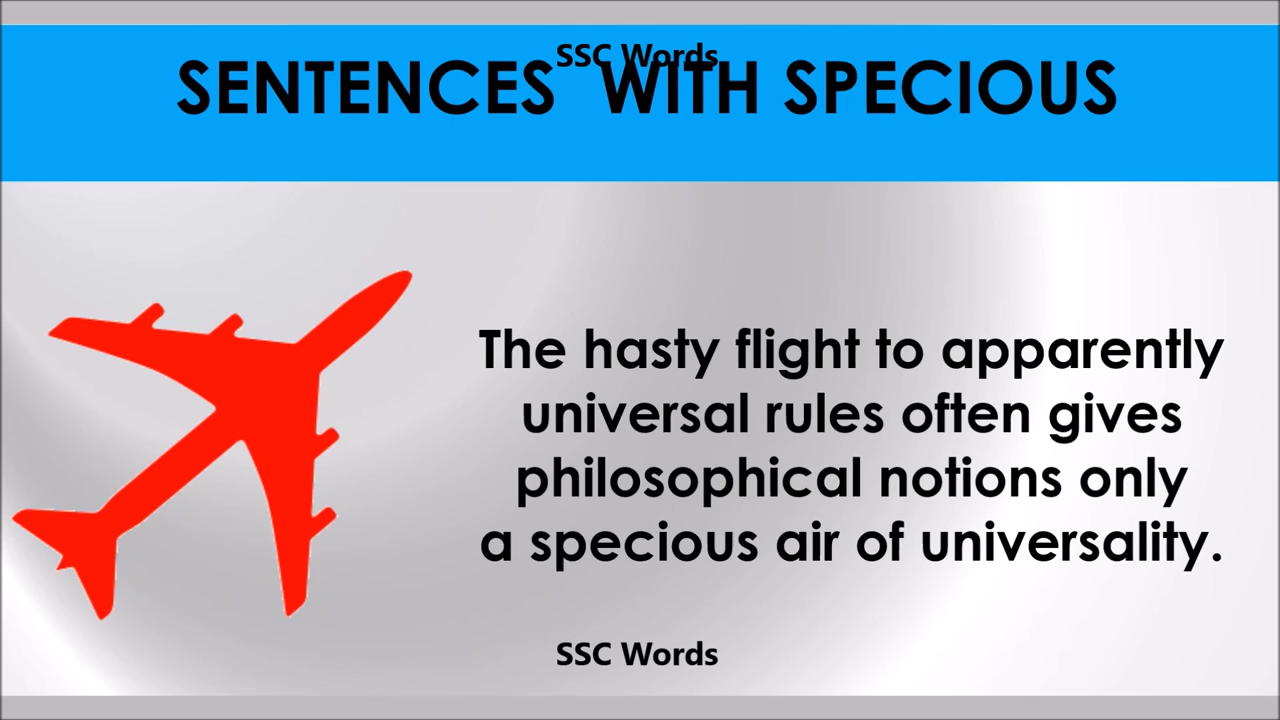 SSC Words
SENTENCES WITH SPECIOUS
The hasty flight to apparently
universal rules often gives
philosophical notions only
a specious air of universality.
SSC Words